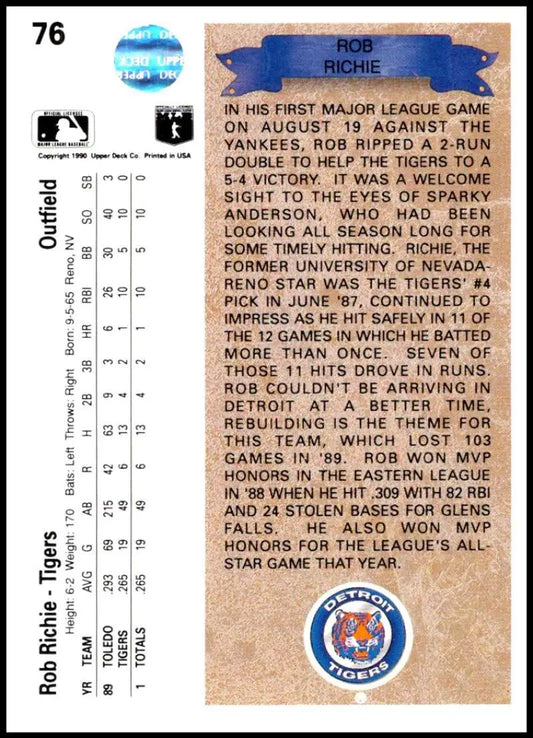 76
UPPER DECK
OFFICIAL LICENSEE
MAJOR LEAGUE BASEBALL
Copyright 1990 Upper Deck Co. Printed in USA
Rob Richie - Tigers Outfield
Height: 6-2 Weight: 170 Bats: Left Throws: Right Born: 9-5-65 Reno, NV
YR TEAM AVG G AB R H 2B 3B HR RBI BB SO SB
89 TOLEDO .293 69 215 42 63 9 3 6 26 30 40 3
TIGERS .265 19 49 6 13 4 2 1 10 5 10 0
1 TOTALS .265 19 49 6 13 4 2 1 10 5 10 0
ROB
RICHIE
IN HIS FIRST MAJOR LEAGUE GAME
ON AUGUST 19 AGAINST THE
YANKEES, ROB RIPPED A 2-RUN
DOUBLE TO HELP THE TIGERS TO A
5-4 VICTORY. IT WAS A WELCOME
SIGHT TO THE EYES OF SPARKY
ANDERSON, WHO HAD BEEN
LOOKING ALL SEASON LONG FOR
SOME TIMELY HITTING. RICHIE, THE
FORMER UNIVERSITY OF NEVADA-
RENO STAR WAS THE TIGERS' #4
PICK IN JUNE '87, CONTINUED TO
IMPRESS AS HE HIT SAFELY IN 11 OF
THE 12 GAMES IN WHICH HE BATTED
MORE THAN ONCE. SEVEN OF
THOSE 11 HITS DROVE IN RUNS.
ROB COULDN'T BE ARRIVING IN
DETROIT AT A BETTER TIME,
REBUILDING IS THE THEME FOR
THIS TEAM, WHICH LOST 103
GAMES IN '89. ROB WON MVP
HONORS IN THE EASTERN LEAGUE
IN '88 WHEN HE HIT .309 WITH 82 RBI
AND 24 STOLEN BASES FOR GLENS
FALLS. HE ALSO WON MVP
HONORS FOR THE LEAGUE'S ALL-
STAR GAME THAT YEAR.
DETROIT
TIGERS